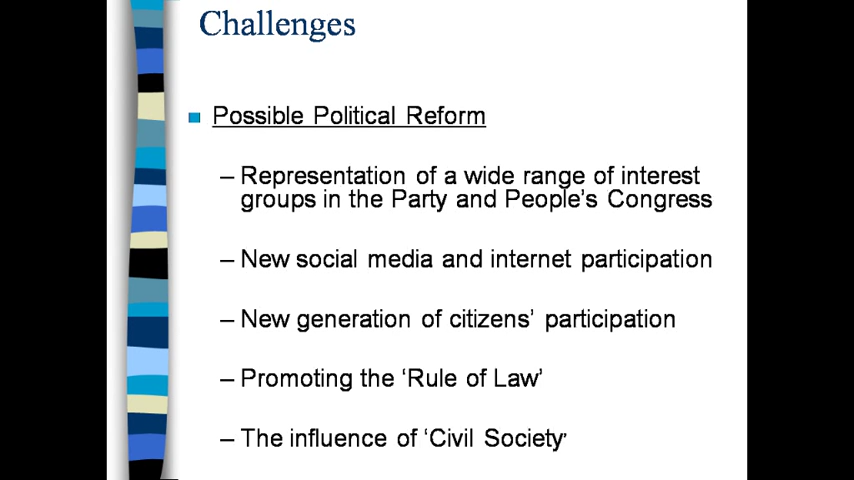 Challenges
Possible Political Reform
– Representation of a wide range of interest
groups in the Party and People’s Congress
– New social media and internet participation
– New generation of citizens’ participation
– Promoting the ‘Rule of Law’
– The influence of ‘Civil Society’